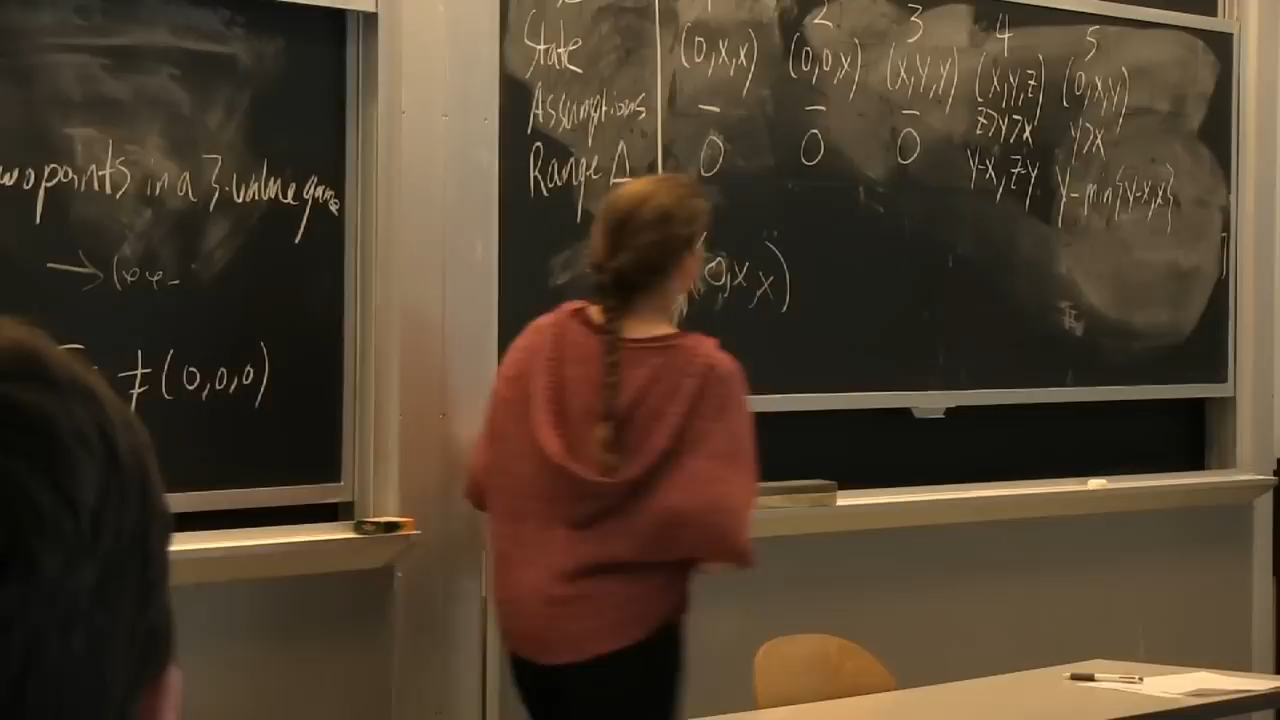 points in a 3-value game
→ (
≠ (0,0,0)
2 3 4 5
State (0,x,x) (0,0,x) (x,y,y) (x,y,z) (0,x,y)
Assumptions — — — z>y>x y>x
Range Δ 0 0 0 y-x, z-y y-min{y-x,x}
0,x,x)